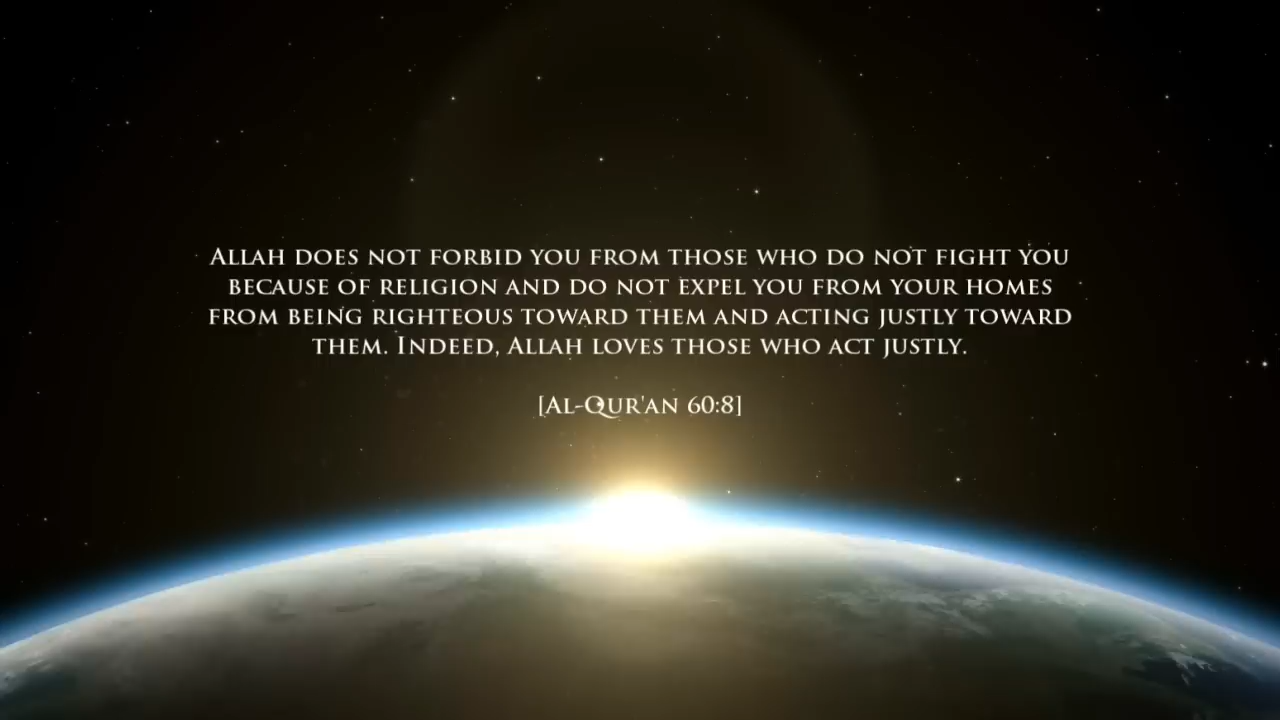 Allah does not forbid you from those who do not fight you
because of religion and do not expel you from your homes
from being righteous toward them and acting justly toward
them. Indeed, Allah loves those who act justly.
[Al-Qur'an 60:8]